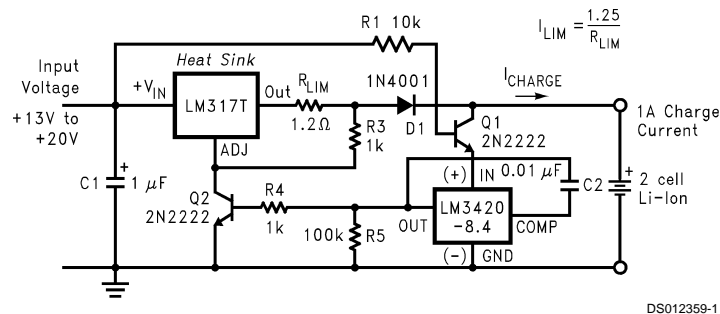 R1 10k
I_LIM = 1.25 / R_LIM
Heat Sink
Input
Voltage
+13V to
+20V
+V_IN
LM317T
Out
R_LIM
1.2Ω
1N4001
D1
I_CHARGE
1A Charge
Current
ADJ
R3
1k
Q1
2N2222
C1
+
1 μF
Q2
2N2222
R4
1k
100k
R5
(+)
IN
0.01 μF
C2
+
2 cell
Li-Ion
OUT
LM3420
-8.4
COMP
(-)
GND
DS012359-1